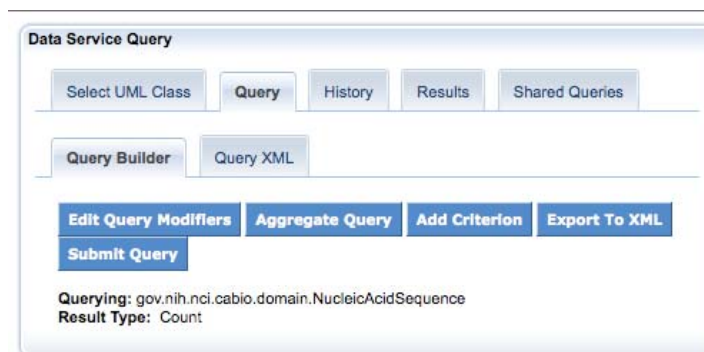 Data Service Query
Select UML Class Query History Results Shared Queries
Query Builder Query XML
Edit Query Modifiers Aggregate Query Add Criterion Export To XML
Submit Query
Querying: gov.nih.nci.cabio.domain.NucleicAcidSequence
Result Type: Count